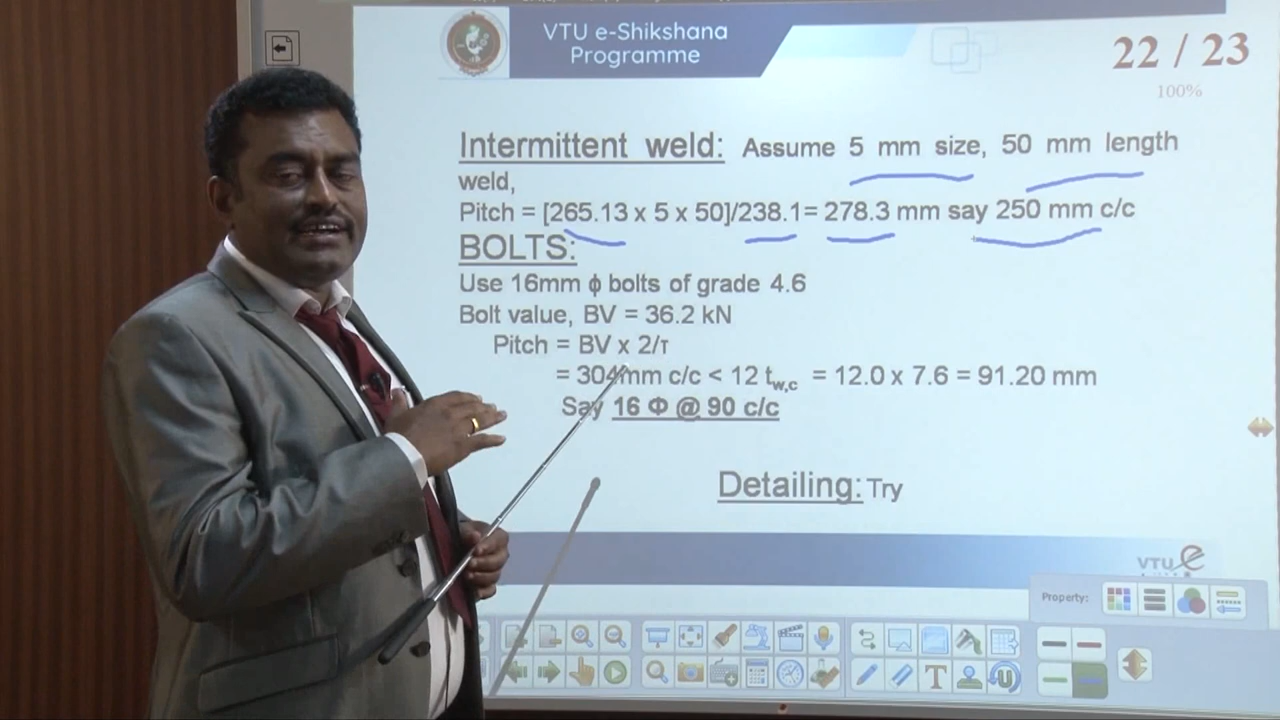 VTU e-Shikshana
Programme
22 / 23
100%
Intermittent weld: Assume 5 mm size, 50 mm length
weld,
Pitch = [265.13 x 5 x 50]/238.1= 278.3 mm say 250 mm c/c
BOLTS:
Use 16mm ϕ bolts of grade 4.6
Bolt value, BV = 36.2 kN
Pitch = BV x 2/τ
= 304mm c/c < 12 tw,c = 12.0 x 7.6 = 91.20 mm
Say 16 Φ @ 90 c/c
Detailing: Try
VTU e
Property: